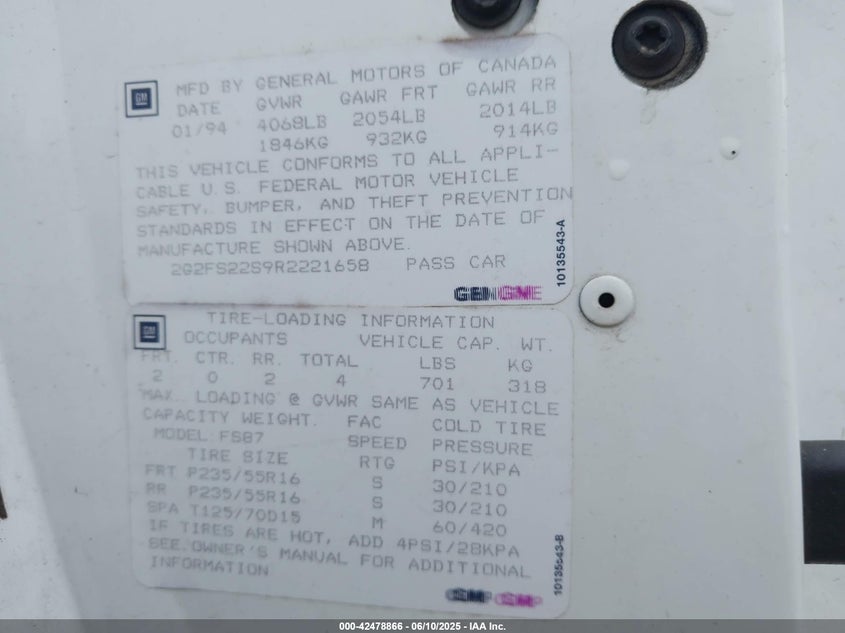 GM
MFD BY GENERAL MOTORS OF CANADA
DATE GVWR GAWR FRT GAWR RR
01/94 4068LB 2054LB 2014LB
1846KG 932KG 914KG
THIS VEHICLE CONFORMS TO ALL APPLI-
CABLE U.S. FEDERAL MOTOR VEHICLE
SAFETY, BUMPER, AND THEFT PREVENTION
STANDARDS IN EFFECT ON THE DATE OF
MANUFACTURE SHOWN ABOVE.
2G2FS22S9R2221658 PASS CAR
10135543-A
GM
TIRE-LOADING INFORMATION
OCCUPANTS VEHICLE CAP. WT.
FRT. CTR. RR. TOTAL LBS KG
2 0 2 4 701 318
MAX. LOADING @ GVWR SAME AS VEHICLE
CAPACITY WEIGHT. FAC COLD TIRE
MODEL: FS87 SPEED PRESSURE
TIRE SIZE RTG PSI/KPA
FRT P235/55R16 S 30/210
RR P235/55R16 S 30/210
SPA T125/70D15 M 60/420
IF TIRES ARE HOT, ADD 4PSI/28KPA
SEE OWNER'S MANUAL FOR ADDITIONAL
INFORMATION
10135543-B
000-42478866 - 06/10/2025 - IAA Inc.